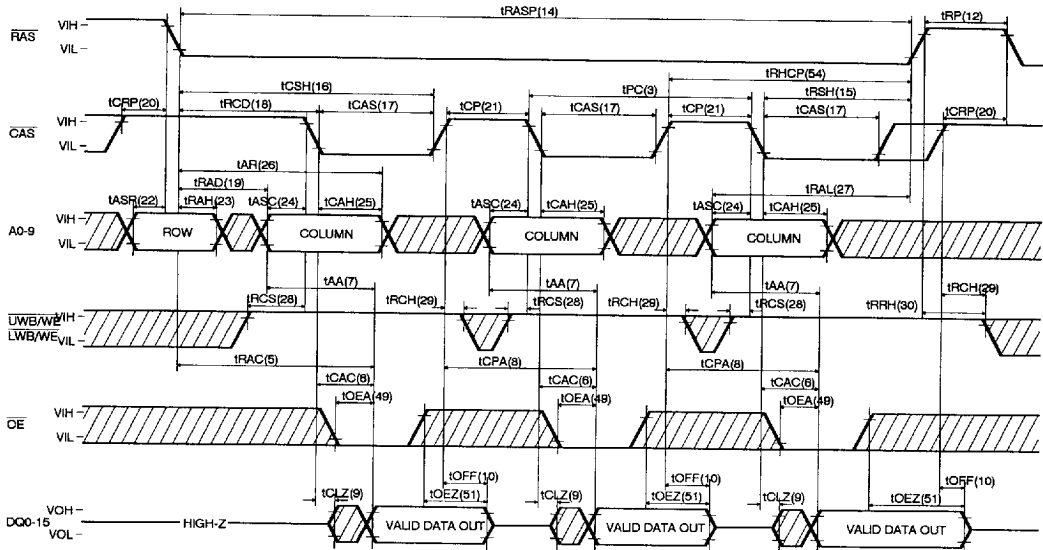 tRASP(14) tRP(12)
VIH
RAS
VIL
tRHCP(54)
tCSH(16) tPC(3) tRSH(15)
tCRP(20) tRCD(18) tCAS(17) tCP(21) tCAS(17) tCP(21) tCAS(17) tCRP(20)
VIH
CAS
VIL
tAR(26)
tRAD(19) tRAL(27)
tASR(22) tRAH(23) tASC(24) tCAH(25) tASC(24) tCAH(25) tASC(24) tCAH(25)
VIH
A0-9 ROW COLUMN COLUMN COLUMN
VIL
tAA(7) tAA(7) tAA(7)
tRCS(28) tRCH(29) tRCS(28) tRCH(29) tRCS(28) tRCH(29)
tRRH(30)
VIH
UWB/WE
LWB/WE
VIL
tRAC(5) tCPA(8) tCPA(8)
tCAC(6) tCAC(6) tCAC(6)
tOEA(49) tOEA(49) tOEA(49)
VIH
OE
VIL
tOFF(10) tOFF(10) tOFF(10)
tCLZ(9) tOEZ(51) tCLZ(9) tOEZ(51) tCLZ(9) tOEZ(51)
VOH
DQ0-15 HIGH-Z VALID DATA OUT VALID DATA OUT VALID DATA OUT
VOL